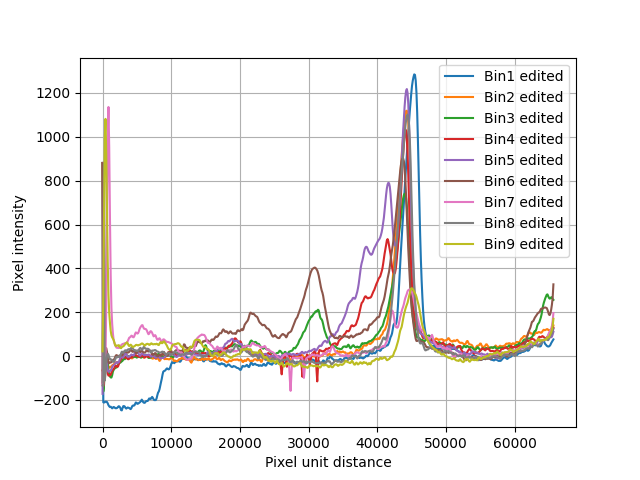 Bin1 edited
Bin2 edited
Bin3 edited
Bin4 edited
Bin5 edited
Bin6 edited
Bin7 edited
Bin8 edited
Bin9 edited
1200
1000
800
600
400
200
0
−200
Pixel intensity
0 10000 20000 30000 40000 50000 60000
Pixel unit distance